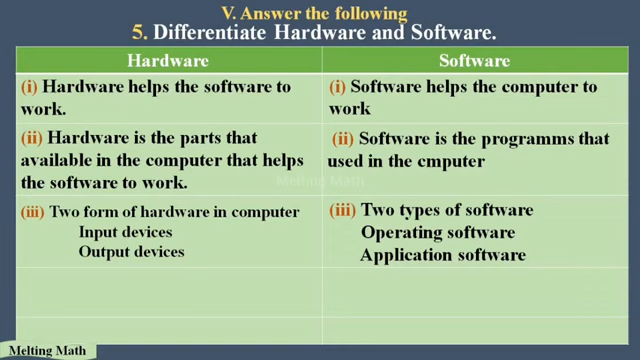 V. Answer the following
5. Differentiate Hardware and Software.
Hardware
Software
(i) Hardware helps the software to
work.
(i) Software helps the computer to
work
(ii) Hardware is the parts that
available in the computer that helps
the software to work.
(ii) Software is the programms that
used in the cmputer
Melting Math
(iii) Two form of hardware in computer
Input devices
Output devices
(iii) Two types of software
Operating software
Application software
Melting Math